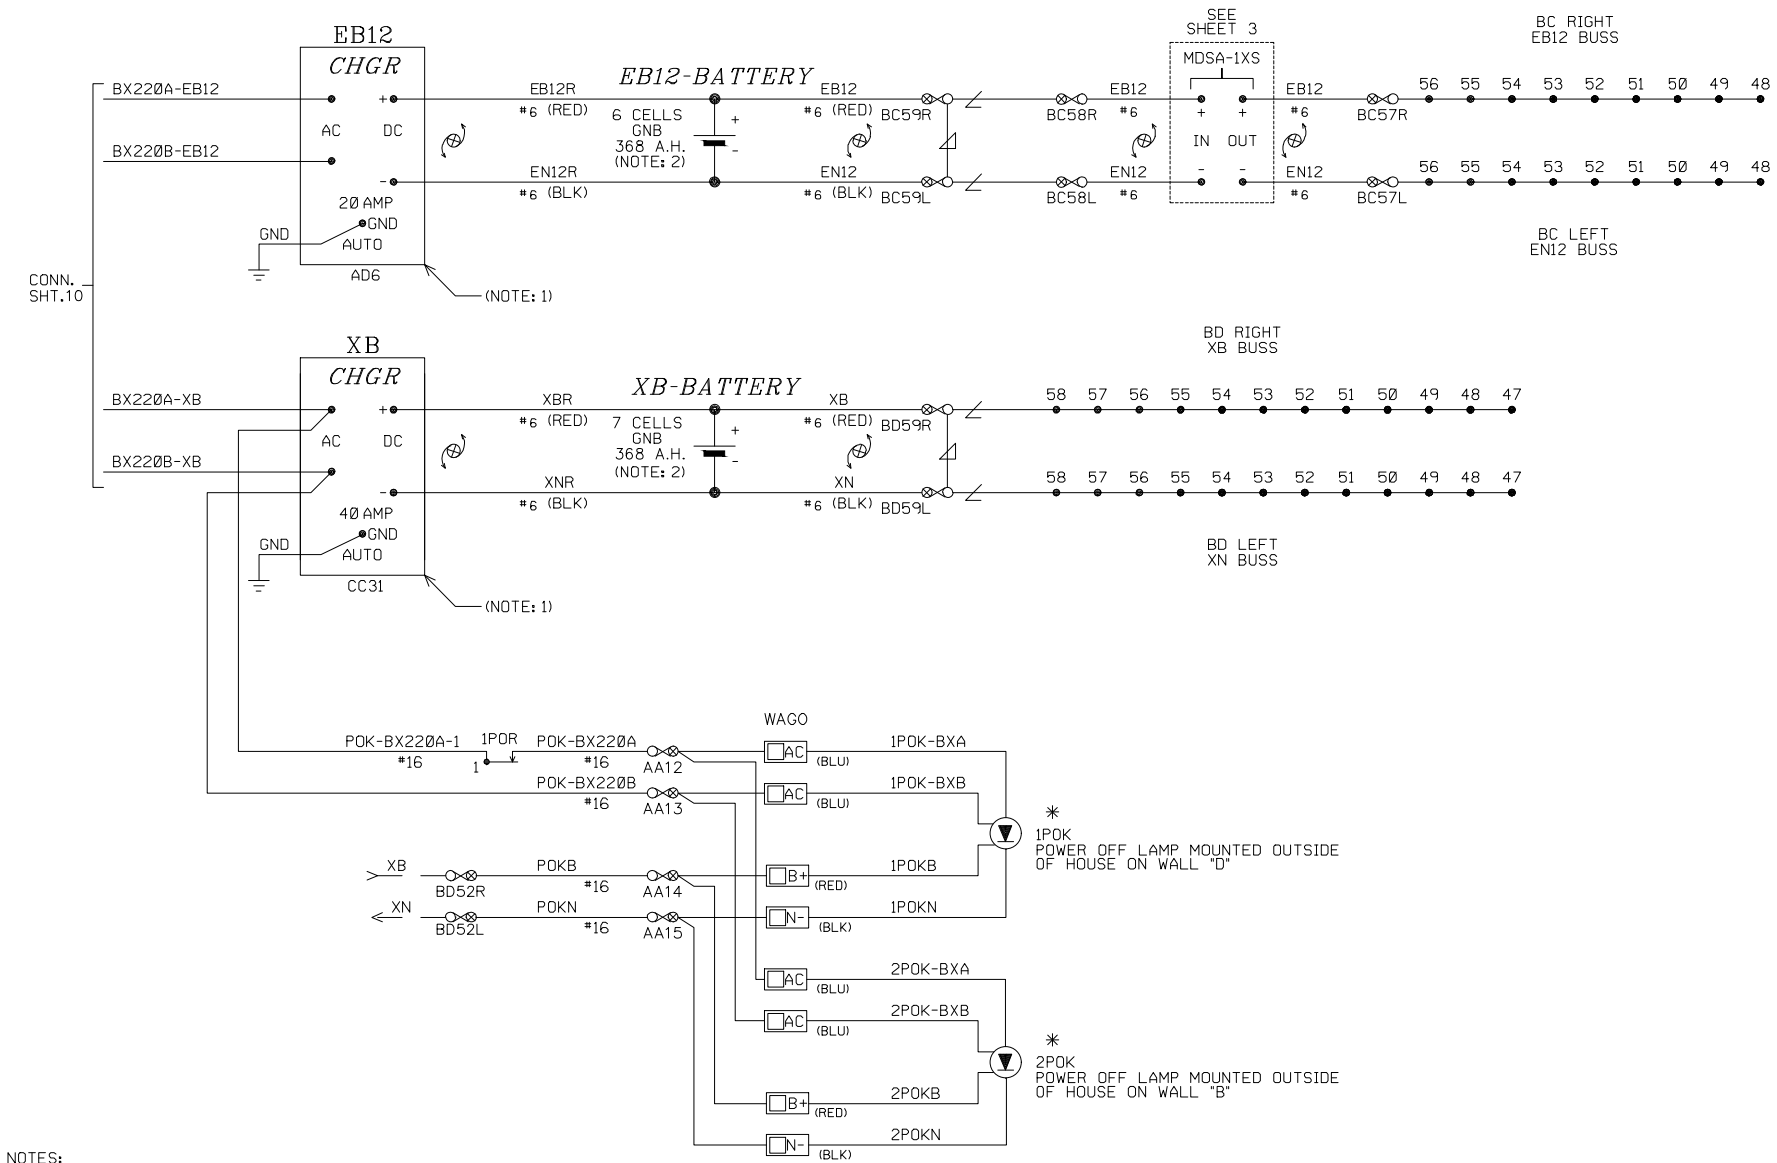 EB12
CHGR
AC DC
+
-
20 AMP
GND
AUTO
AD6
GND
(NOTE: 1)
BX220A-EB12
BX220B-EB12
CONN.
SHT.10
EB12R
#6 (RED)
EN12R
#6 (BLK)
EB12-BATTERY
6 CELLS
GNB
368 A.H.
(NOTE: 2)
+
-
EB12
#6 (RED)
BC59R
EN12
#6 (BLK)
BC59L
BC58R
BC58L
EB12
#6
EN12
#6
SEE
SHEET 3
MDSA-1XS
+ +
IN OUT
- -
EB12
#6
EN12
#6
BC57R
BC57L
BC RIGHT
EB12 BUSS
56 55 54 53 52 51 50 49 48
56 55 54 53 52 51 50 49 48
BC LEFT
EN12 BUSS
XB
CHGR
AC DC
+
-
40 AMP
GND
AUTO
CC31
GND
(NOTE: 1)
BX220A-XB
BX220B-XB
XBR
#6 (RED)
XNR
#6 (BLK)
XB-BATTERY
7 CELLS
GNB
368 A.H.
(NOTE: 2)
+
-
XB
#6 (RED)
BD59R
XN
#6 (BLK)
BD59L
BD RIGHT
XB BUSS
58 57 56 55 54 53 52 51 50 49 48 47
58 57 56 55 54 53 52 51 50 49 48 47
BD LEFT
XN BUSS
WAGO
POK-BX220A-1
#16
1POR
1
POK-BX220A
#16
AA12
AC
(BLU)
1POK-BXA
POK-BX220B
#16
AA13
AC
(BLU)
1POK-BXB
*
1POK
POWER OFF LAMP MOUNTED OUTSIDE
OF HOUSE ON WALL "D"
XB
BD52R
POKB
#16
AA14
B+
(RED)
1POKB
XN
BD52L
POKN
#16
AA15
N-
(BLK)
1POKN
AC
(BLU)
2POK-BXA
AC
(BLU)
2POK-BXB
*
2POK
POWER OFF LAMP MOUNTED OUTSIDE
OF HOUSE ON WALL "B"
B+
(RED)
2POKB
N-
(BLK)
2POKN
NOTES: